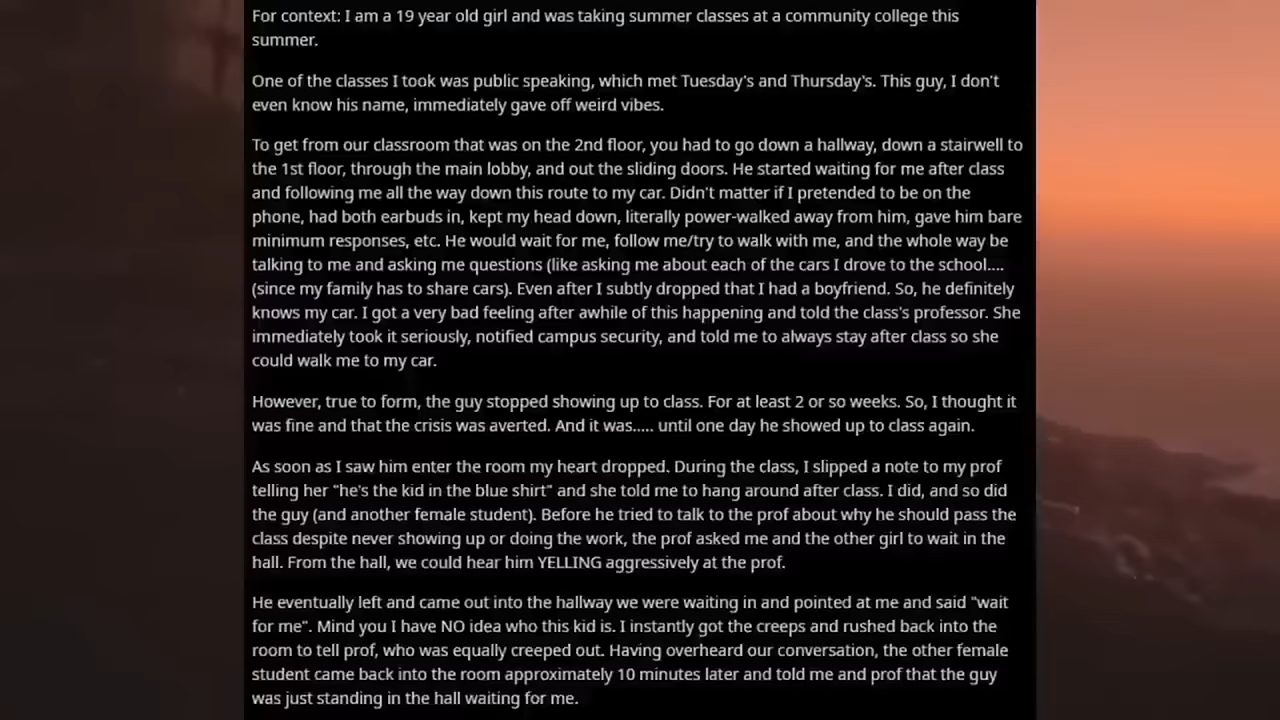 For context: I am a 19 year old girl and was taking summer classes at a community college this
summer.
One of the classes I took was public speaking, which met Tuesday's and Thursday's. This guy, I don't
even know his name, immediately gave off weird vibes.
To get from our classroom that was on the 2nd floor, you had to go down a hallway, down a stairwell to
the 1st floor, through the main lobby, and out the sliding doors. He started waiting for me after class
and following me all the way down this route to my car. Didn't matter if I pretended to be on the
phone, had both earbuds in, kept my head down, literally power-walked away from him, gave him bare
minimum responses, etc. He would wait for me, follow me/try to walk with me, and the whole way be
talking to me and asking me questions (like asking me about each of the cars I drove to the school....
(since my family has to share cars). Even after I subtly dropped that I had a boyfriend. So, he definitely
knows my car. I got a very bad feeling after awhile of this happening and told the class's professor. She
immediately took it seriously, notified campus security, and told me to always stay after class so she
could walk me to my car.
However, true to form, the guy stopped showing up to class. For at least 2 or so weeks. So, I thought it
was fine and that the crisis was averted. And it was..... until one day he showed up to class again.
As soon as I saw him enter the room my heart dropped. During the class, I slipped a note to my prof
telling her "he's the kid in the blue shirt" and she told me to hang around after class. I did, and so did
the guy (and another female student). Before he tried to talk to the prof about why he should pass the
class despite never showing up or doing the work, the prof asked me and the other girl to wait in the
hall. From the hall, we could hear him YELLING aggressively at the prof.
He eventually left and came out into the hallway we were waiting in and pointed at me and said "wait
for me". Mind you I have NO idea who this kid is. I instantly got the creeps and rushed back into the
room to tell prof, who was equally creeped out. Having overheard our conversation, the other female
student came back into the room approximately 10 minutes later and told me and prof that the guy
was just standing in the hall waiting for me.